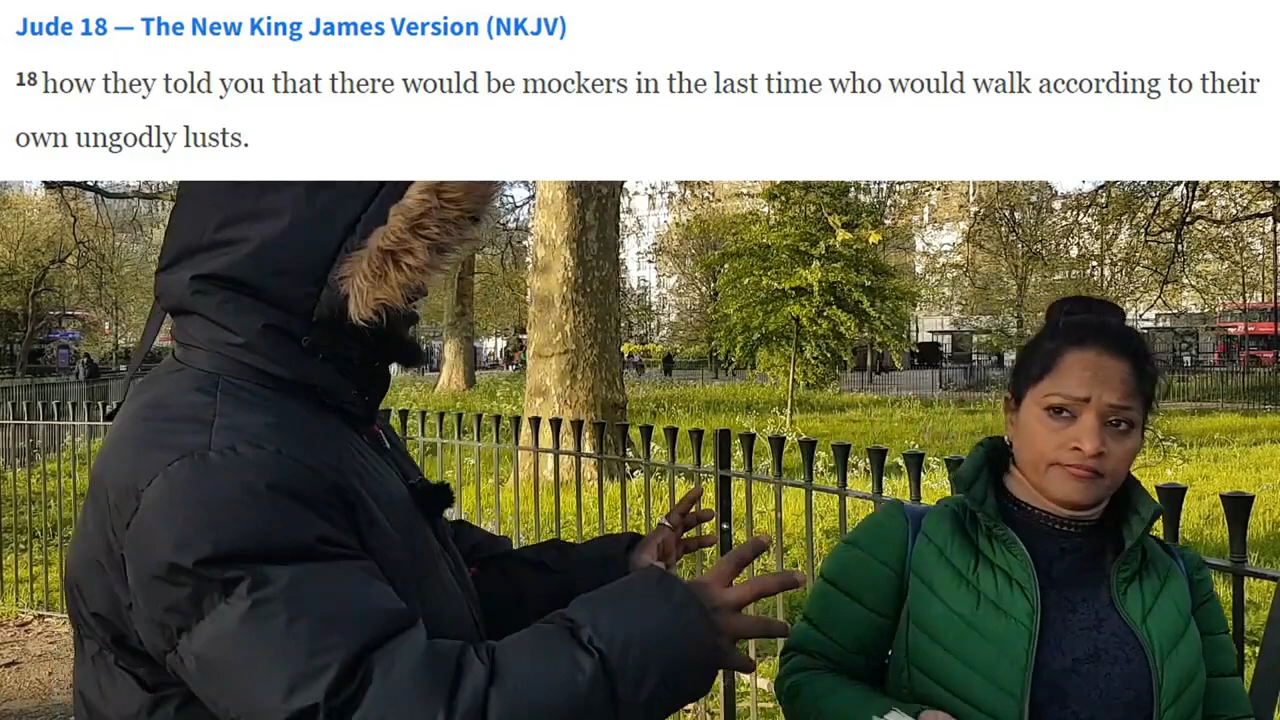 Jude 18 — The New King James Version (NKJV)
18 how they told you that there would be mockers in the last time who would walk according to their
own ungodly lusts.